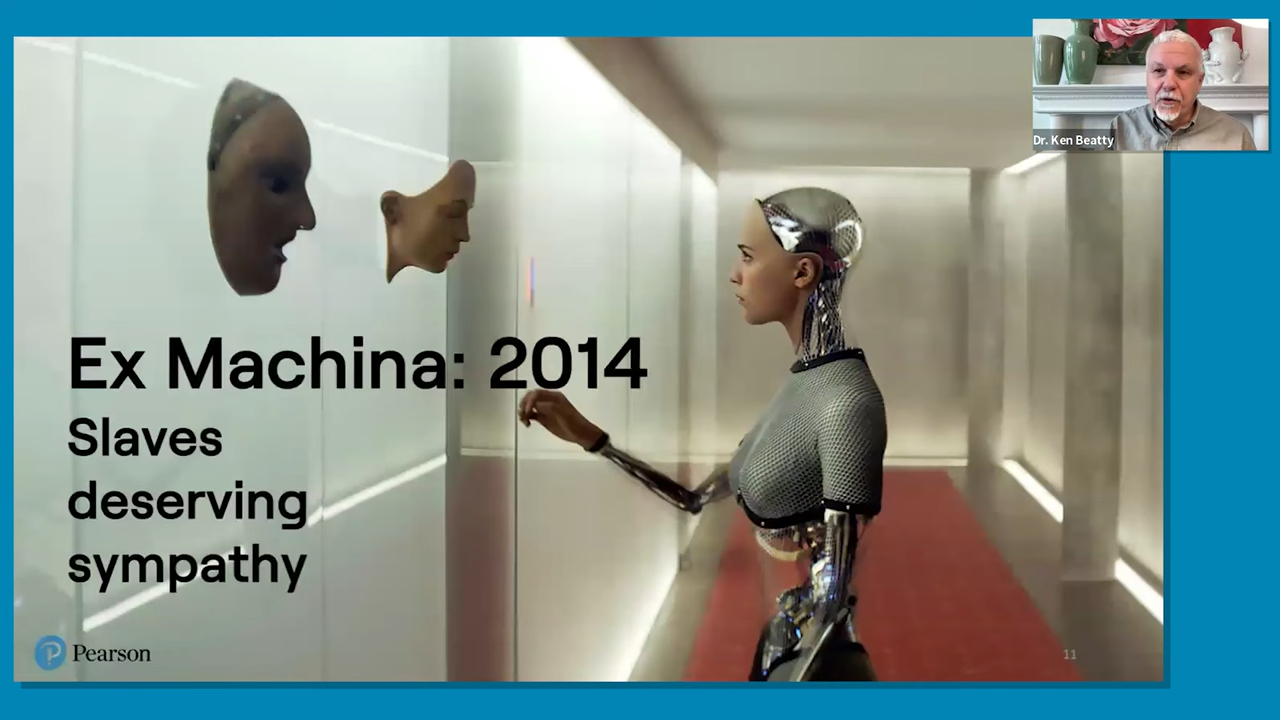 Dr. Ken Beatty
Ex Machina: 2014
Slaves
deserving
sympathy
Pearson
11